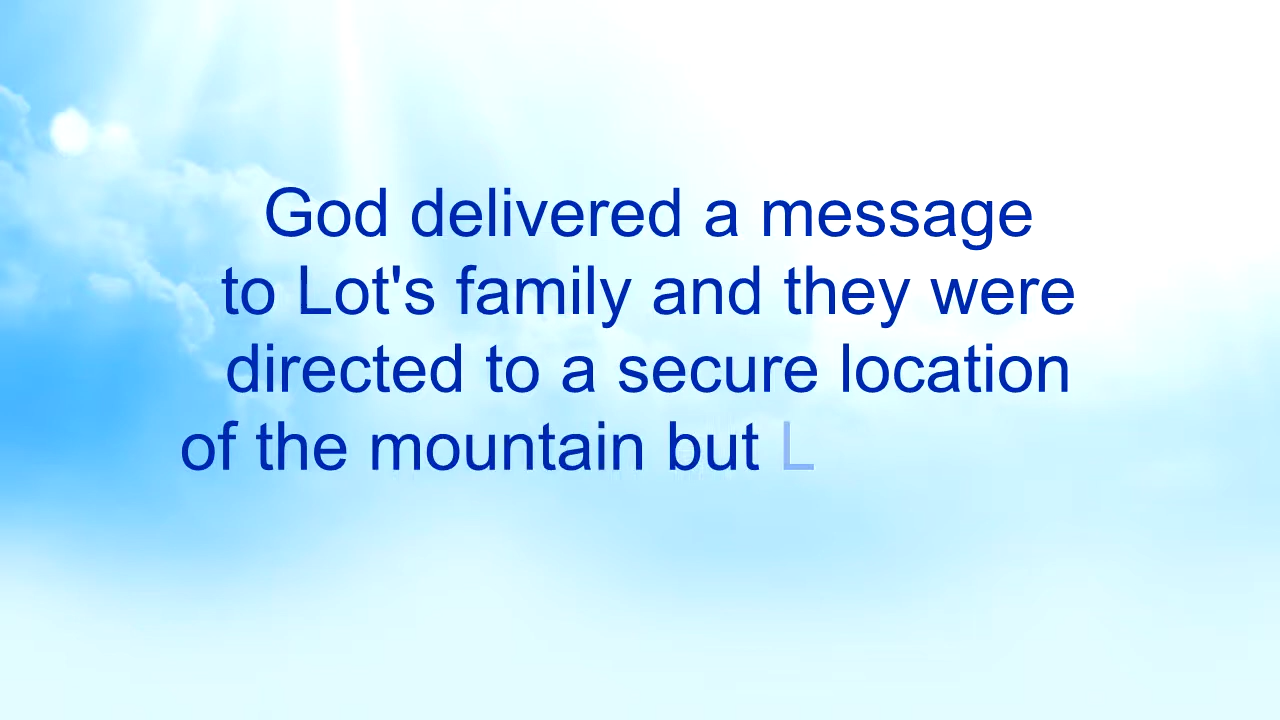 God delivered a message
to Lot's family and they were
directed to a secure location
of the mountain but L